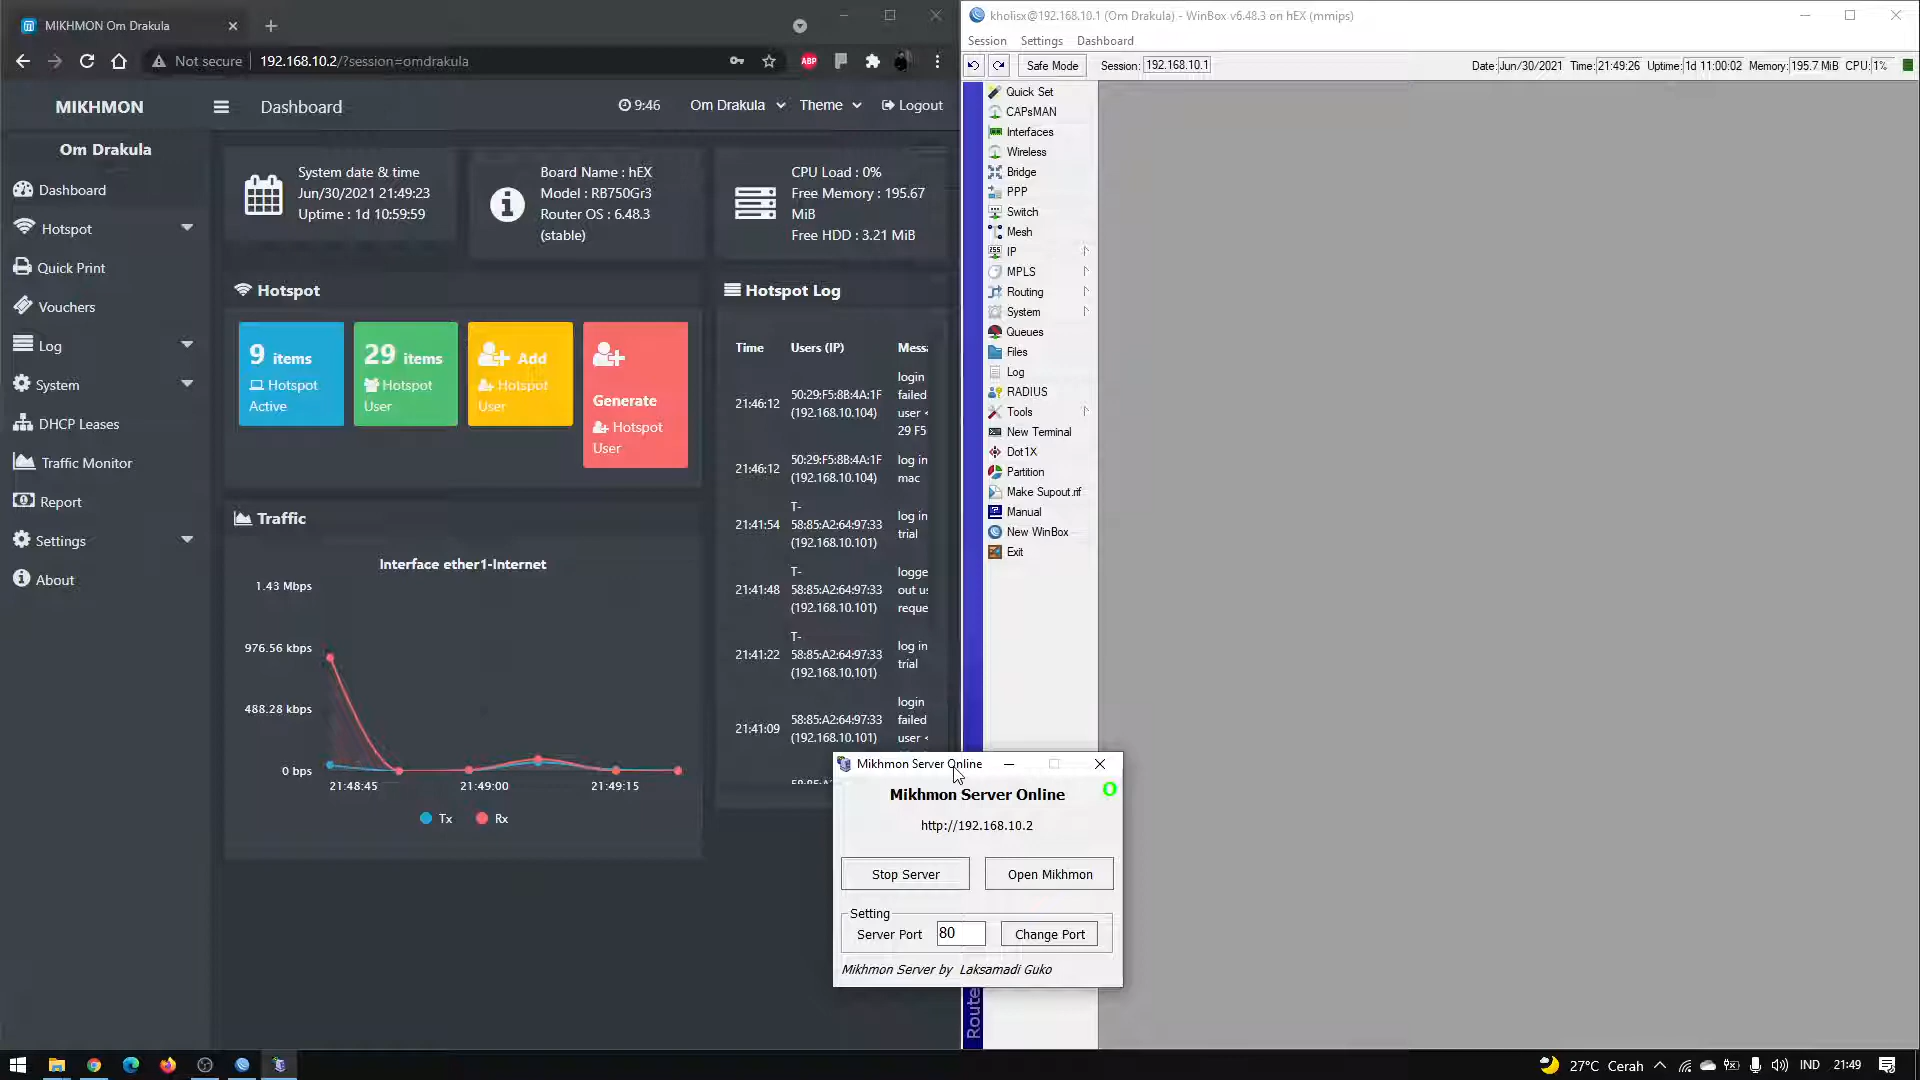 MIKHMON Om Drakula
Not secure
192.168.10.2/?session=omdrakula
ABP
MIKHMON
Dashboard
9:46
Om Drakula
Theme
Logout
Om Drakula
Dashboard
Hotspot
Quick Print
Vouchers
Log
System
DHCP Leases
Traffic Monitor
Report
Settings
About
System date & time
Jun/30/2021 21:49:23
Uptime : 1d 10:59:59
Board Name : hEX
Model : RB750Gr3
Router OS : 6.48.3
(stable)
CPU Load : 0%
Free Memory : 195.67
MiB
Free HDD : 3.21 MiB
Hotspot
9 items
Hotspot
Active
29 items
Hotspot
User
Add
Hotspot
User
Generate
Hotspot
User
Traffic
Interface ether1-Internet
1.43 Mbps
976.56 kbps
488.28 kbps
0 bps
21:48:45
21:49:00
21:49:15
Tx
Rx
Hotspot Log
Time
Users (IP)
21:46:12
50:29:F5:8B:4A:1F
(192.168.10.104)
login
failed
user <
29 F5
21:46:12
50:29:F5:8B:4A:1F
(192.168.10.104)
log in
mac
21:41:54
T-
58:85:A2:64:97:33
(192.168.10.101)
log in
trial
21:41:48
T-
58:85:A2:64:97:33
(192.168.10.101)
logge
out u
reque
21:41:22
T-
58:85:A2:64:97:33
(192.168.10.101)
log in
trial
21:41:09
58:85:A2:64:97:33
(192.168.10.101)
login
failed
user <
kholisx@192.168.10.1 (Om Drakula) - WinBox v6.48.3 on hEX (mmips)
Session
Settings
Dashboard
Safe Mode
Session:
192.168.10.1
Date:
Jun/30/2021
Time:
21:49:26
Uptime:
1d 11:00:02
Memory:
195.7 MiB
CPU:
1%
Quick Set
CAPsMAN
Interfaces
Wireless
Bridge
PPP
Switch
Mesh
IP
MPLS
Routing
System
Queues
Files
Log
RADIUS
Tools
New Terminal
Dot1X
Partition
Make Supout.rif
Manual
New WinBox
Exit
Route
Mikhmon Server Online
Mikhmon Server Online
O
http://192.168.10.2
Stop Server
Open Mikhmon
Setting
Server Port
80
Change Port
Mikhmon Server by Laksamadi Guko
27°C Cerah
IND
21:49